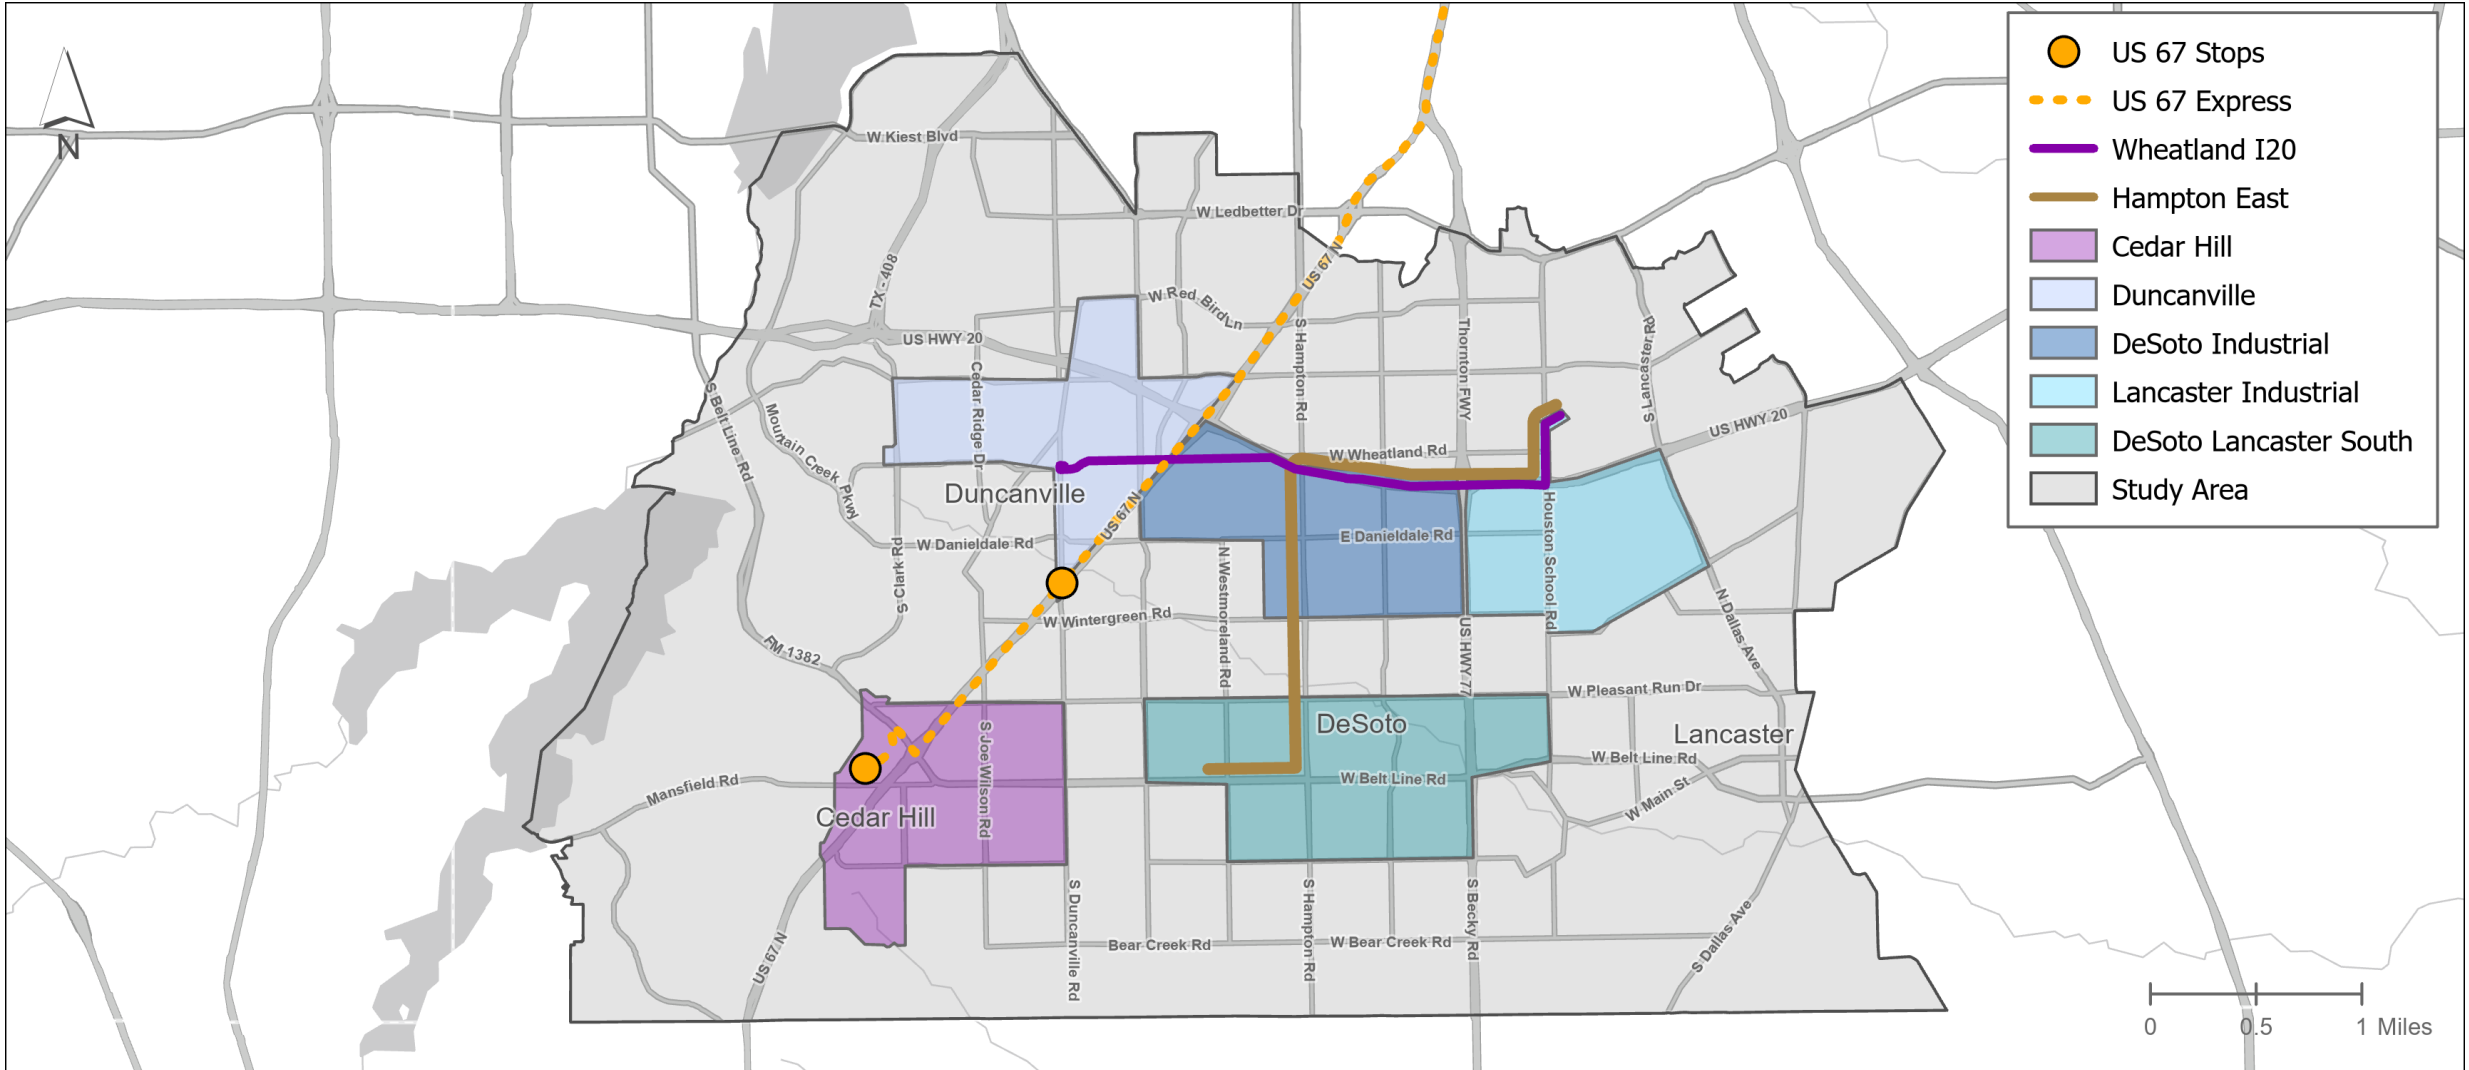 US 67 Stops
US 67 Express
Wheatland I20
Hampton East
Cedar Hill
Duncanville
DeSoto Industrial
Lancaster Industrial
DeSoto Lancaster South
Study Area
N
W Kiest Blvd
W Ledbetter Dr
US 67 N
TX - 408
W Red Bird Ln
US HWY 20
S Hampton Rd
Thornton FWY
S Lancaster Rd
Cedar Ridge Dr
S Belt Line Rd
Mountain Creek Pkwy
US HWY 20
W Wheatland Rd
Duncanville
US 67 N
W Danieldale Rd
E Danieldale Rd
Houston School Rd
S Clark Rd
N Westmoreland Rd
W Wintergreen Rd
N Dallas Ave
FM 1382
US HWY 77
W Pleasant Run Dr
DeSoto
Lancaster
S Joe Wilson Rd
W Belt Line Rd
W Belt Line Rd
Mansfield Rd
W Main St
Cedar Hill
S Duncanville Rd
S Hampton Rd
S Becky Rd
S Dallas Ave
US 67 N
Bear Creek Rd
W Bear Creek Rd
0 0.5 1 Miles